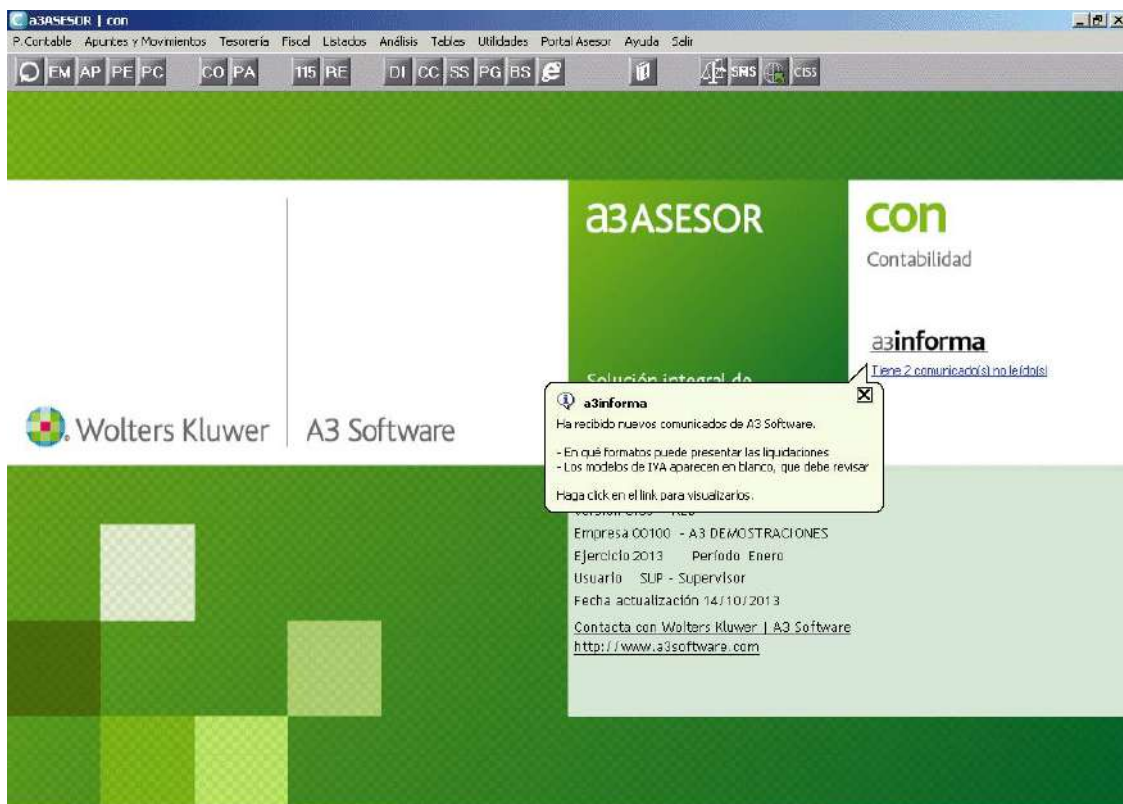 a3ASESOR | con
P.Contable Apuntes y Movimientos Tesorería Fiscal Listados Análisis Tablas Utilidades Portal Asesor Ayuda Salir
EM AP PE PC CO PA 115 RE DI CC SS PG BS SMS CISS
a3ASESOR
con
Contabilidad
a3informa
Tiene 2 comunicado(s) no leído(s)
Solución integral de
Wolters Kluwer | A3 Software
a3informa
Ha recibido nuevos comunicados de A3 Software.
- En qué formatos puede presentar las liquidaciones
- Los modelos de IVA aparecen en blanco, que debe revisar
Haga click en el link para visualizarlos.
Empresa 00100 - A3 DEMOSTRACIONES
Ejercicio 2013 Período Enero
Usuario SUP - Supervisor
Fecha actualización 14/10/2013
Contacta con Wolters Kluwer | A3 Software
http://www.a3software.com